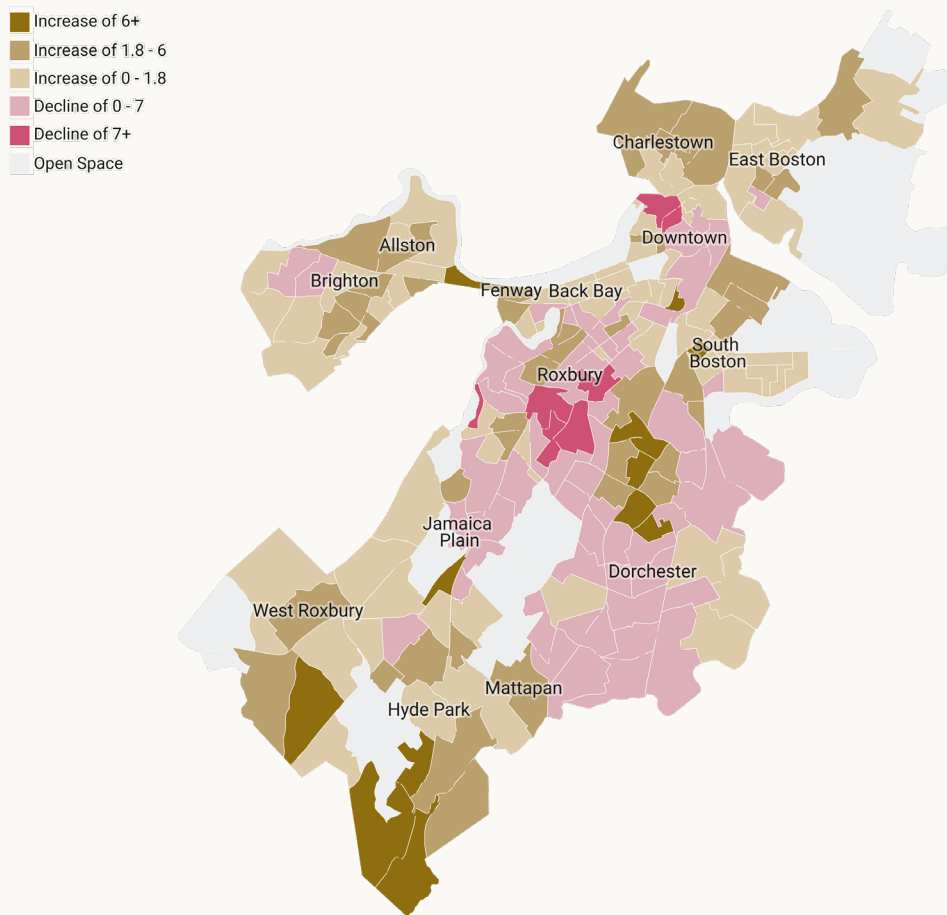 Increase of 6+
Increase of 1.8 - 6
Increase of 0 - 1.8
Decline of 0 - 7
Decline of 7+
Open Space
Charlestown
East Boston
Downtown
Allston
Brighton
Fenway
Back Bay
South
Boston
Roxbury
Jamaica
Plain
Dorchester
West Roxbury
Mattapan
Hyde Park